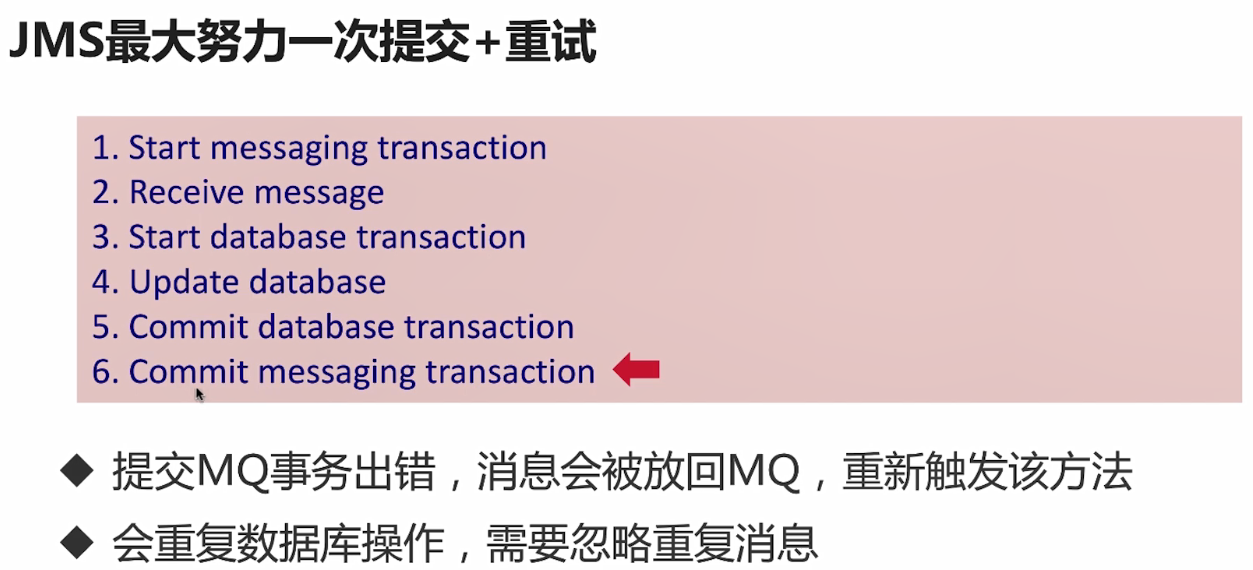 JMS最大努力一次提交+重试
1. Start messaging transaction
2. Receive message
3. Start database transaction
4. Update database
5. Commit database transaction
6. Commit messaging transaction
提交MQ事务出错，消息会被放回MQ，重新触发该方法
会重复数据库操作，需要忽略重复消息